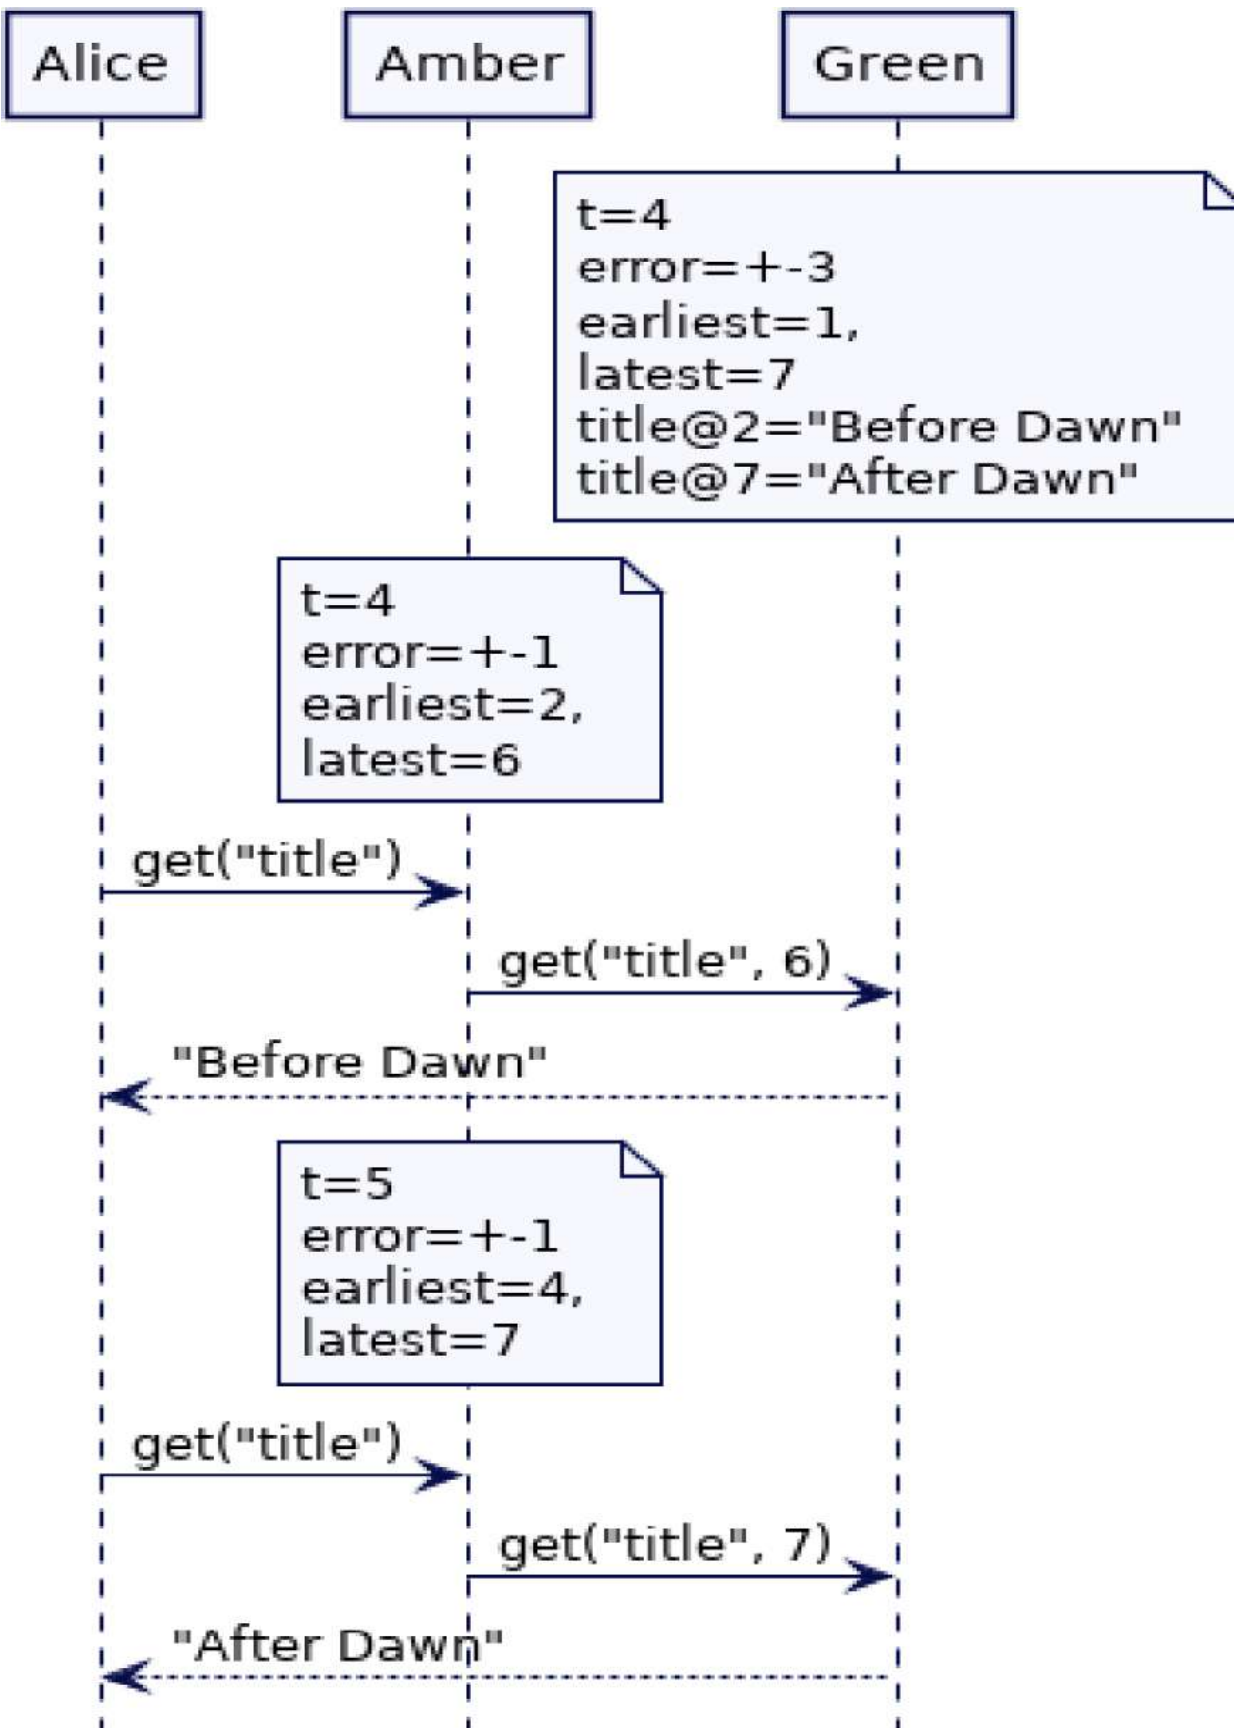 Alice
Amber
Green
t=4
error=+-3
earliest=1,
latest=7
title@2="Before Dawn"
title@7="After Dawn"
t=4
error=+-1
earliest=2,
latest=6
get("title")
get("title", 6)
"Before Dawn"
t=5
error=+-1
earliest=4,
latest=7
get("title")
get("title", 7)
"After Dawn"